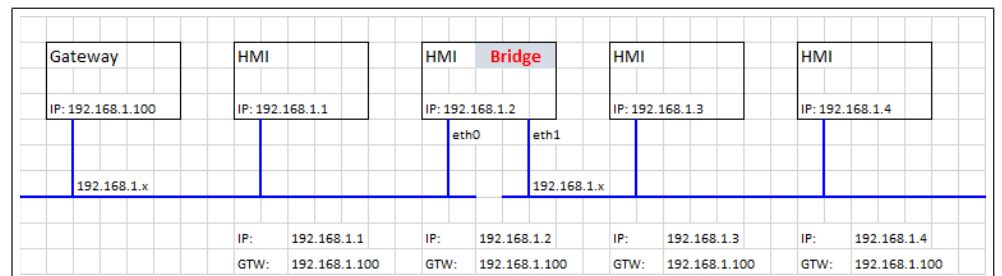 Gateway HMI HMI Bridge HMI HMI
IP: 192.168.1.100 IP: 192.168.1.1 IP: 192.168.1.2 IP: 192.168.1.3 IP: 192.168.1.4
eth0 eth1
192.168.1.x 192.168.1.x
IP: 192.168.1.1 IP: 192.168.1.2 IP: 192.168.1.3 IP: 192.168.1.4
GTW: 192.168.1.100 GTW: 192.168.1.100 GTW: 192.168.1.100 GTW: 192.168.1.100